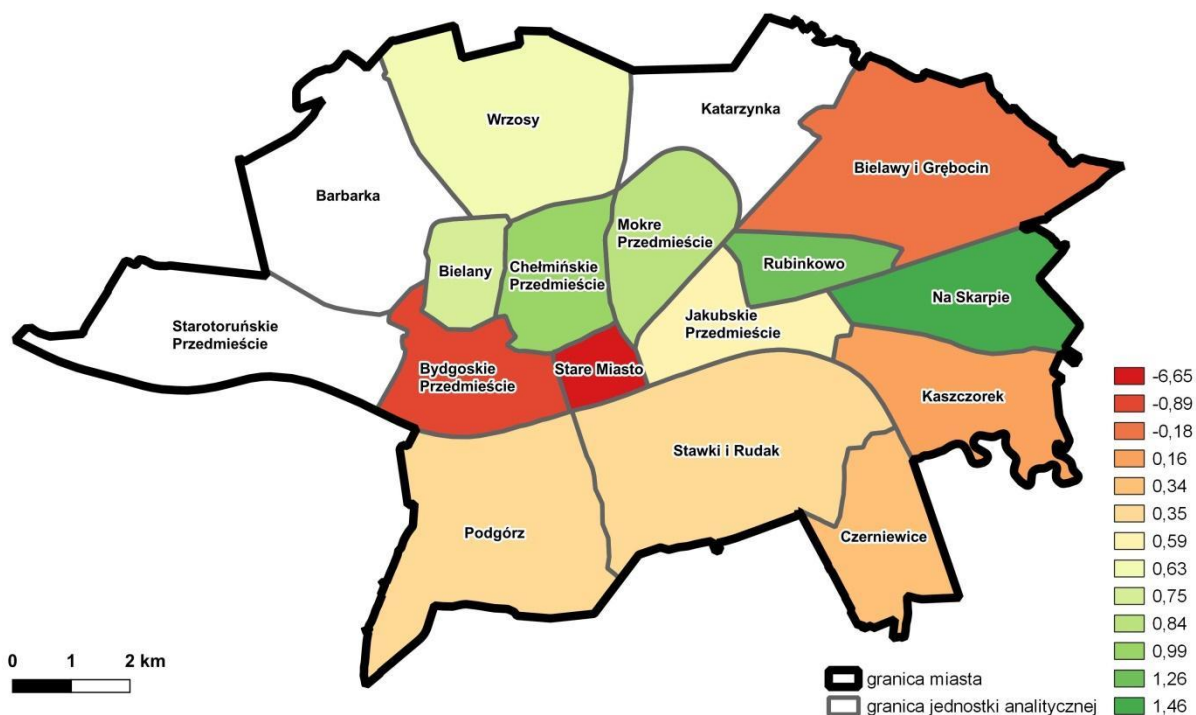 Wrzosy
Katarzynka
Bielawy i Grębocin
Barbarka
Mokre
Przedmieście
Bielany
Chełmińskie
Przedmieście
Rubinkowo
Na Skarpie
Starotoruńskie
Przedmieście
Jakubskie
Przedmieście
Bydgoskie
Przedmieście
Stare Miasto
Kaszczorek
Stawki i Rudak
Podgórz
Czerniewice
-6,65
-0,89
-0,18
0,16
0,34
0,35
0,59
0,63
0,75
0,84
0,99
1,26
1,46
0 1 2 km
granica miasta
granica jednostki analitycznej